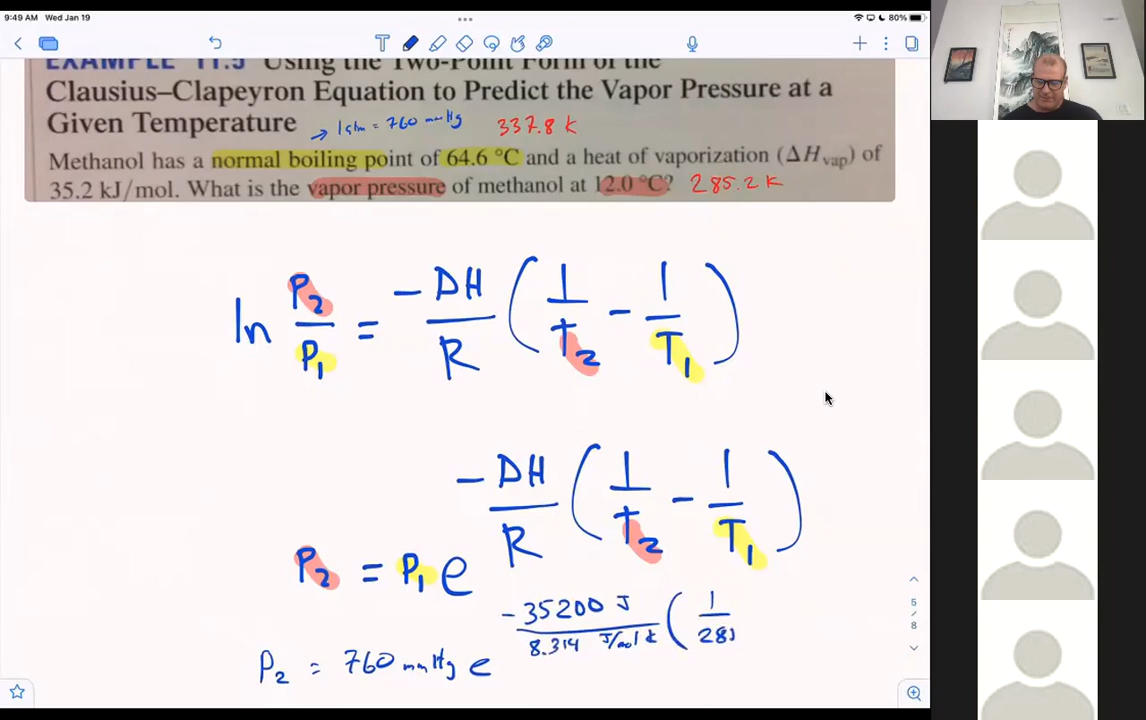 9:49 AM Wed Jan 19
80%
EXAMPLE 11.5 Using the Two-Point Form of the
Clausius–Clapeyron Equation to Predict the Vapor Pressure at a
Given Temperature → 1 atm = 760 mmHg 337.8 K
Methanol has a normal boiling point of 64.6 °C and a heat of vaporization (ΔHvap) of
35.2 kJ/mol. What is the vapor pressure of methanol at 12.0 °C? 285.2 K
ln P2/P1 = -DH/R (1/t2 - 1/T1)
P2 = P1 e -DH/R (1/t2 - 1/T1)
P2 = 760 mmHg e -35200 J / 8.314 J/mol K (1/285
5
/
8